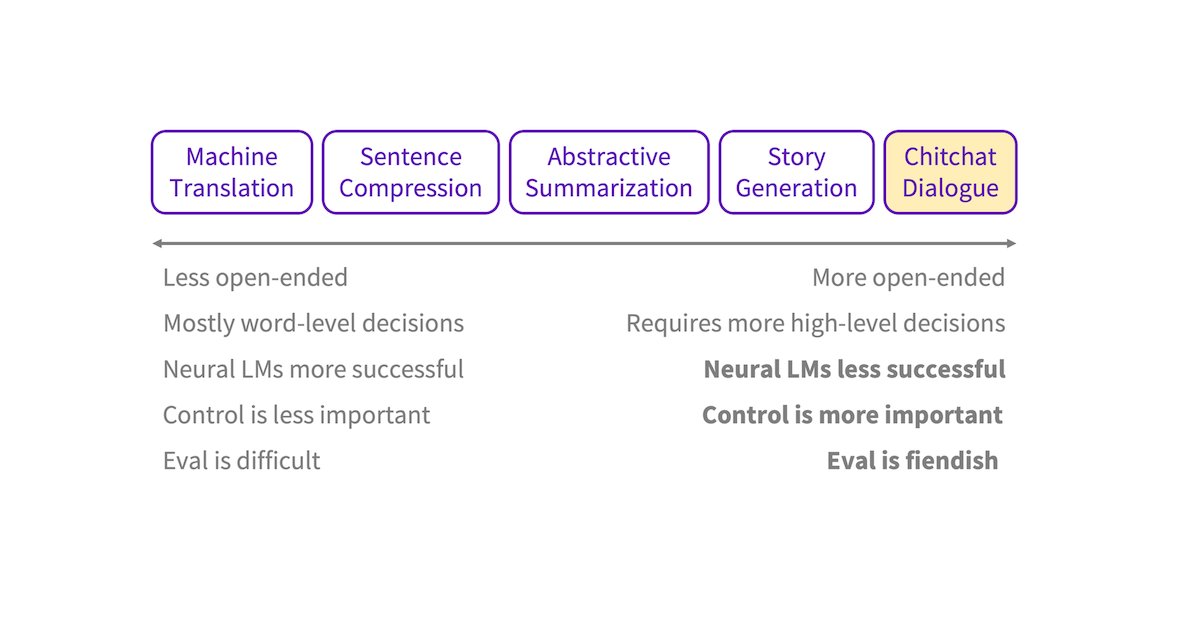 Machine
Translation
Sentence
Compression
Abstractive
Summarization
Story
Generation
Chitchat
Dialogue
Less open-ended
More open-ended
Mostly word-level decisions
Requires more high-level decisions
Neural LMs more successful
Neural LMs less successful
Control is less important
Control is more important
Eval is difficult
Eval is fiendish